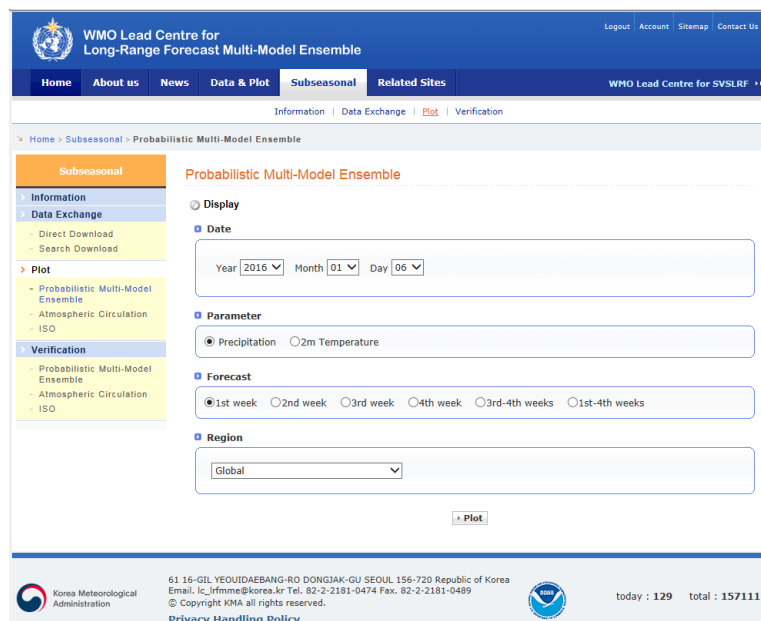 Logout Account Sitemap Contact Us
WMO Lead Centre for
Long-Range Forecast Multi-Model Ensemble
Home About us News Data & Plot Subseasonal Related Sites WMO Lead Centre for SVSLRF
Information | Data Exchange | Plot | Verification
Home > Subseasonal > Probabilistic Multi-Model Ensemble
Subseasonal
Information
Data Exchange
- Direct Download
- Search Download
Plot
- Probabilistic Multi-Model
Ensemble
- Atmospheric Circulation
- ISO
Verification
- Probabilistic Multi-Model
Ensemble
- Atmospheric Circulation
- ISO
Probabilistic Multi-Model Ensemble
Display
Date
Year 2016 Month 01 Day 06
Parameter
Precipitation 2m Temperature
Forecast
1st week 2nd week 3rd week 4th week 3rd-4th weeks 1st-4th weeks
Region
Global
Plot
Korea Meteorological
Administration
61 16-GIL YEOUIDAEBANG-RO DONGJAK-GU SEOUL 156-720 Republic of Korea
Email. lc_lrfmme@korea.kr Tel. 82-2-2181-0474 Fax. 82-2-2181-0489
© Copyright KMA all rights reserved.
Privacy Handling Policy
noaa
today : 129 total : 157111